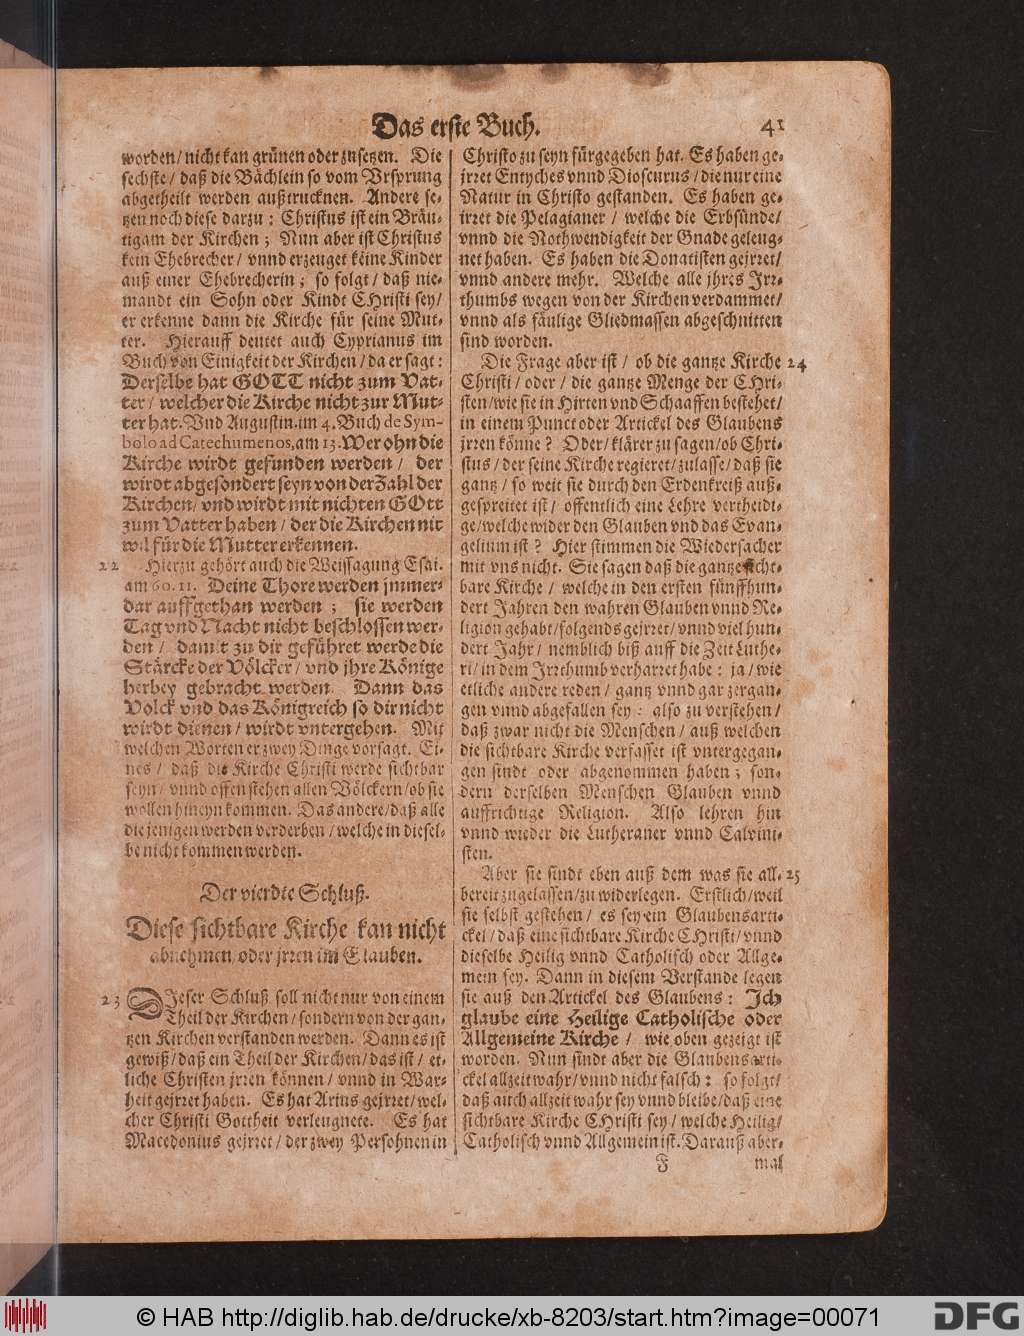 Das erste Buch. 41
worden/ nicht kan grünen oder zusetzen. Die
sechste/ daß die Bächlein so vom Vrsprung
abgetheilt werden außtrucknen. Andere se-
tzen noch diese darzu: Christus ist ein Bräu-
tigam der Kirchen; Nun aber ist Christus
kein Ehebrecher/ vnnd erzeuget keine Kinder
auß einer Ehebrecherin; so folgt/ daß nie-
mandt ein Sohn oder Kindt CHristi sey/
er erkenne dann die Kirche für seine Mut-
ter. Hierauff deutet auch Cyprianus im
Buch von Einigkeit der Kirchen/ da er sagt:
Derselbe hat GOTT nicht zum Vat-
ter/ welcher die Kirche nicht zur Mut-
ter hat. Vnd Augustin. im 4. Buch de Sym-
bolo ad Catechumenos, am 13. Wer ohn die
Kirche wirdt gefunden werden/ der
wirdt abgesondert seyn von der Zahl der
Kirchen/ vnd wirdt mit nichten GOtt
zum Vatter haben/ der die Kirchen nit
wil für die Mutter erkennen.
22 Hierzu gehört auch die Weissagung Esai.
am 60. 11. Deine Thore werden jmmer-
dar auffgethan werden; sie werden
Tag vnd Nacht nicht beschlossen wer-
den/ damit zu dir geführet werde die
Stärcke der Völcker/ vnd jhre Könige
herbey gebracht werden. Dann das
Volck vnd das Königreich so dir nicht
wirdt dienen/ wirdt vntergehen. Mit
welchen Worten er zwey Dinge vorsagt. Ei-
nes/ daß die Kirche Christi werde sichtbar
seyn/ vnnd offen stehen allen Völckern/ ob sie
wollen hineyn kommen. Das andere/ daß alle
die jenigen werden verderben/ welche in diesel-
be nicht kommen werden.
Der vierdte Schluß.
Diese sichtbare Kirche kan nicht
abnehmen/ oder jrren im Glauben.
23 DJeser Schluß soll nicht nur von einem
Theil der Kirchen/ sondern von der gan-
tzen Kirchen verstanden werden. Dann es ist
gewiß/ daß ein Theil der Kirchen/ das ist/ et-
liche Christen jrren können/ vnnd in War-
heit gejrret haben. Es hat Arius gejrret/ wel-
cher Christi Gottheit verleugnete. Es hat
Macedonius gejrret/ der zwey Persohnen in
Christo zu seyn fürgegeben hat. Es haben ge-
jrret Eutyches vnnd Dioscurus/ die nur eine
Natur in Christo gestanden. Es haben ge-
jrret die Pelagianer/ welche die Erbsünde/
vnnd die Nothwendigkeit der Gnade geleug-
net haben. Es haben die Donatisten gejrret/
vnnd andere mehr. Welche alle jhres Irr-
thumbs wegen von der Kirchen verdammet/
vnnd als fäulige Gliedmassen abgeschnitten
sind worden.
Die Frage aber ist/ ob die gantze Kirche 24
Christi/ oder/ die gantze Menge der CHri-
sten/ wie sie in Hirten vnd Schaaffen bestehet/
in einem Punct oder Artickel des Glaubens
jrren könne? Oder/ klärer zu sagen/ ob Chri-
stus/ der seine Kirche regieret/ zulasse/ daß sie
gantz/ so weit sie durch den Erdenkreiß auß-
gespreitet ist/ offentlich eine Lehre vertheidi-
ge/ welche wider den Glauben vnd das Evan-
gelium ist? Hier stimmen die Wiedersacher
mit vns nicht. Sie sagen daß die gantze sicht-
bare Kirche/ welche in den ersten fünffhun-
dert Jahren den wahren Glauben vnnd Re-
ligion gehabt/ folgends gejrret/ vnnd viel hun-
dert Jahr/ nemblich biß auff die Zeit Luthe-
ri/ in dem Irrthumb verharret habe: ja/ wie
etliche andere reden/ gantz vnnd gar zergan-
gen vnnd abgefallen sey: also zu verstehen/
daß zwar nicht die Menschen/ auß welchen
die sichtbare Kirche verfasset ist vntergegan-
gen sindt oder abgenommen haben; son-
dern derselben Menschen Glauben vnnd
auffrichtige Religion. Also lehren hin
vnnd wieder die Lutheraner vnnd Calvini-
sten.
Aber sie sindt eben auß dem was sie all- 25
bereit zugelassen/ zu widerlegen. Erstlich/ weil
sie selbst gestehen/ es sey ein Glaubensarti-
ckel/ daß eine sichtbare Kirche CHristi/ vnnd
dieselbe Heilig vnnd Catholisch oder Allge-
mein sey. Dann in diesem Verstande legen
sie auß den Artickel des Glaubens: Ich
glaube eine Heilige Catholische oder
Allgemeine Kirche/ wie oben gezeigt ist
worden. Nun sindt aber die Glaubensarti-
ckel allzeit wahr/ vnnd nicht falsch: so folgt/
daß auch allzeit wahr sey vnnd bleibe/ daß eine
sichtbare Kirche CHristi sey/ welche Heilig/
Catholisch vnnd Allgemein ist. Darauß aber-
F mal
© HAB http://diglib.hab.de/drucke/xb-8203/start.htm?image=00071
DFG